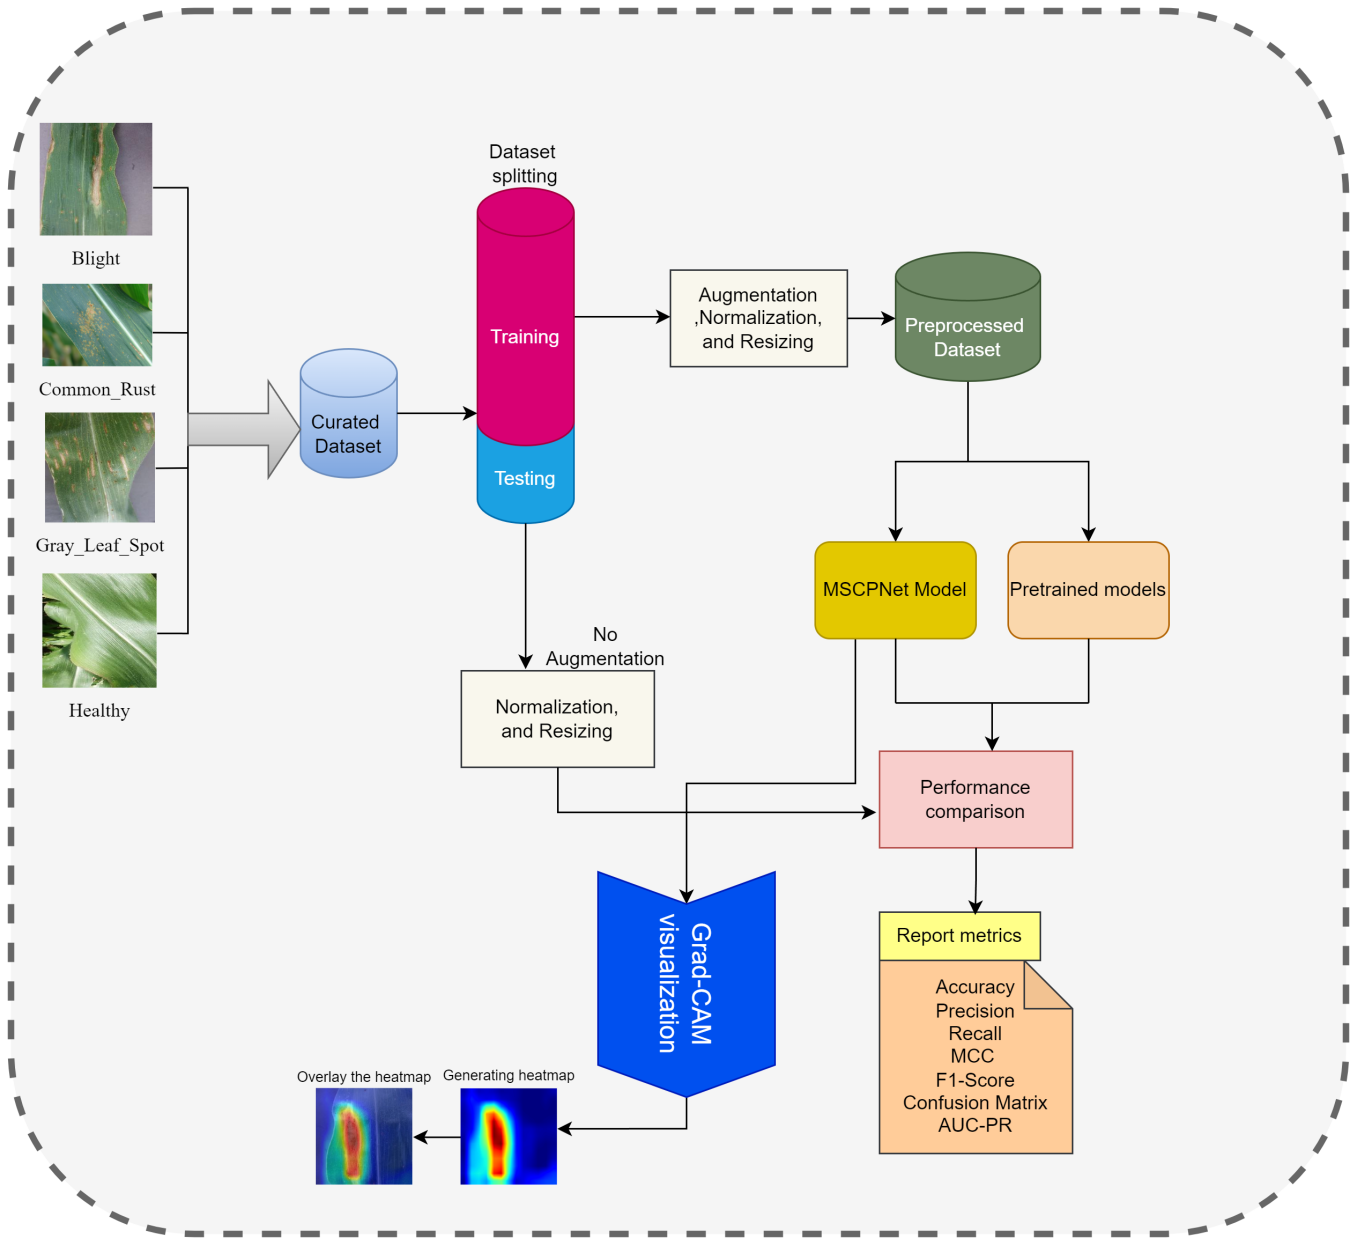 Blight
Common_Rust
Gray_Leaf_Spot
Healthy
Curated
Dataset
Dataset
splitting
Training
Testing
Augmentation
,Normalization,
and Resizing
Preprocessed
Dataset
MSCPNet Model
Pretrained models
No
Augmentation
Normalization,
and Resizing
Performance
comparison
Grad-CAM
visualization
Report metrics
Accuracy
Precision
Recall
MCC
F1-Score
Confusion Matrix
AUC-PR
Overlay the heatmap
Generating heatmap